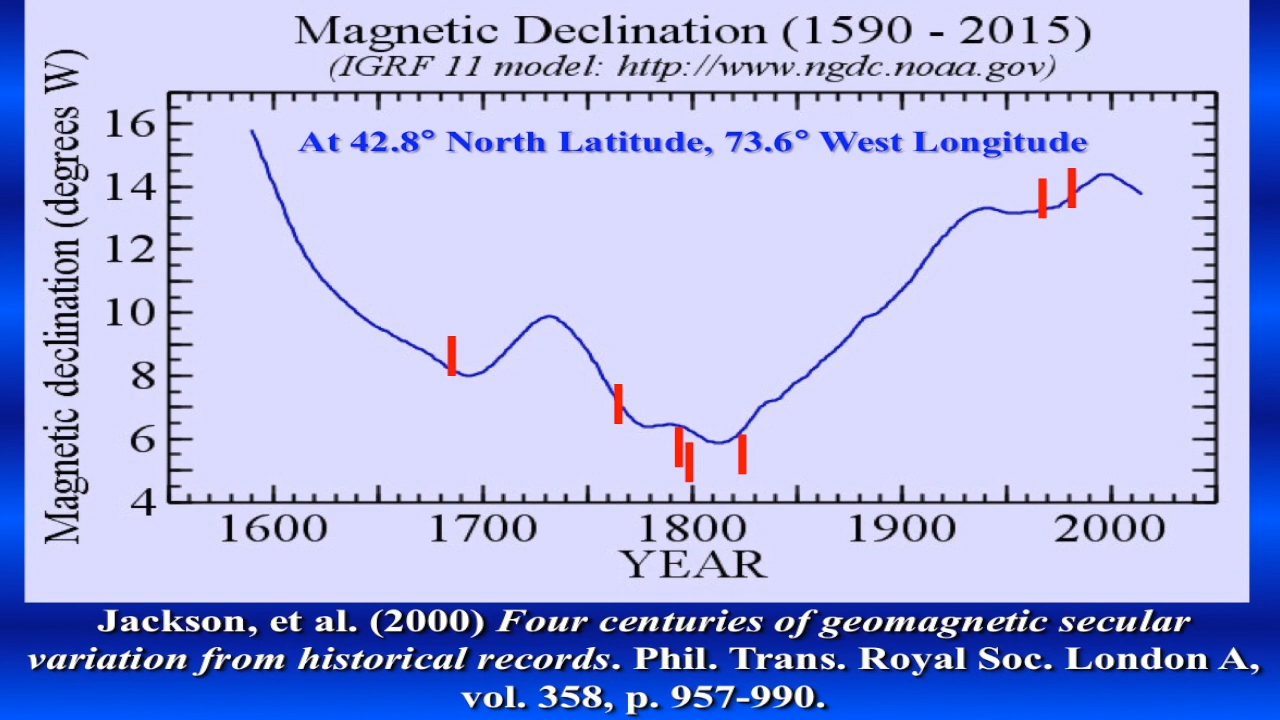 Magnetic Declination (1590 - 2015)
(IGRF 11 model: http://www.ngdc.noaa.gov)
At 42.8° North Latitude, 73.6° West Longitude
Magnetic declination (degrees W)
16
14
12
10
8
6
4
1600 1700 1800 1900 2000
YEAR
Jackson, et al. (2000) Four centuries of geomagnetic secular
variation from historical records. Phil. Trans. Royal Soc. London A,
vol. 358, p. 957-990.